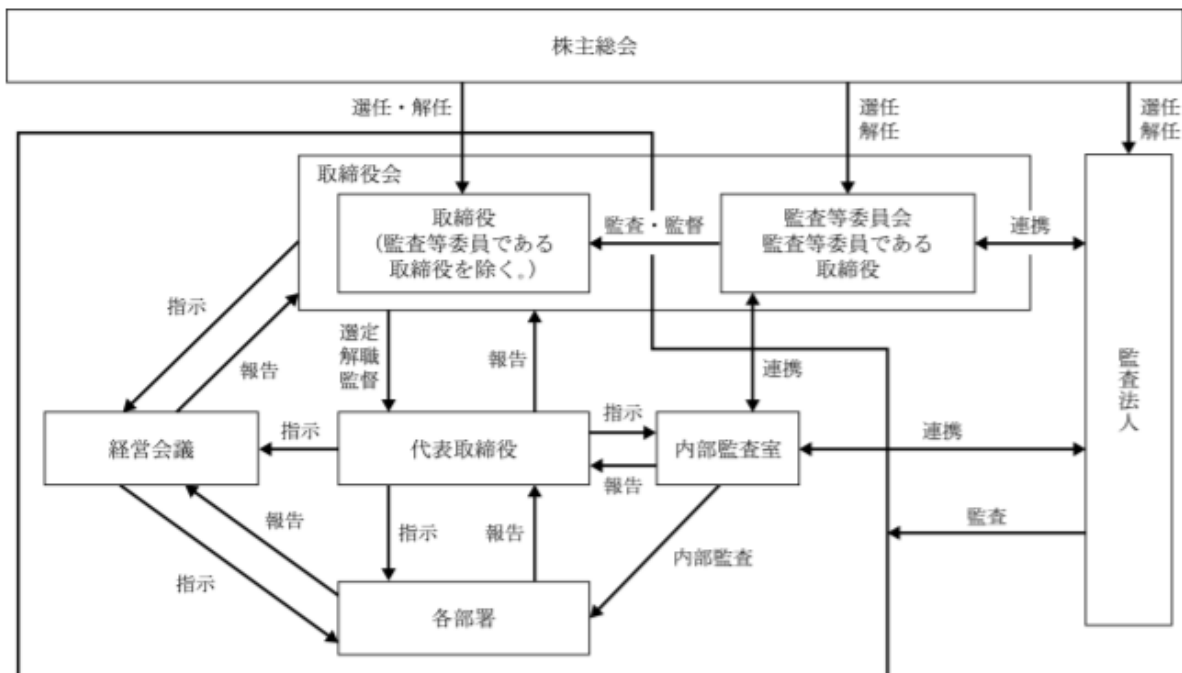 株主総会
選任・解任
選任
解任
選任
解任
取締役会
取締役
（監査等委員である
取締役を除く。）
監査・監督
監査等委員会
監査等委員である
取締役
連携
指示
報告
選定
解職
監督
報告
連携
監査法人
経営会議
指示
代表取締役
指示
報告
内部監査室
連携
報告
指示
指示
報告
内部監査
監査
各部署